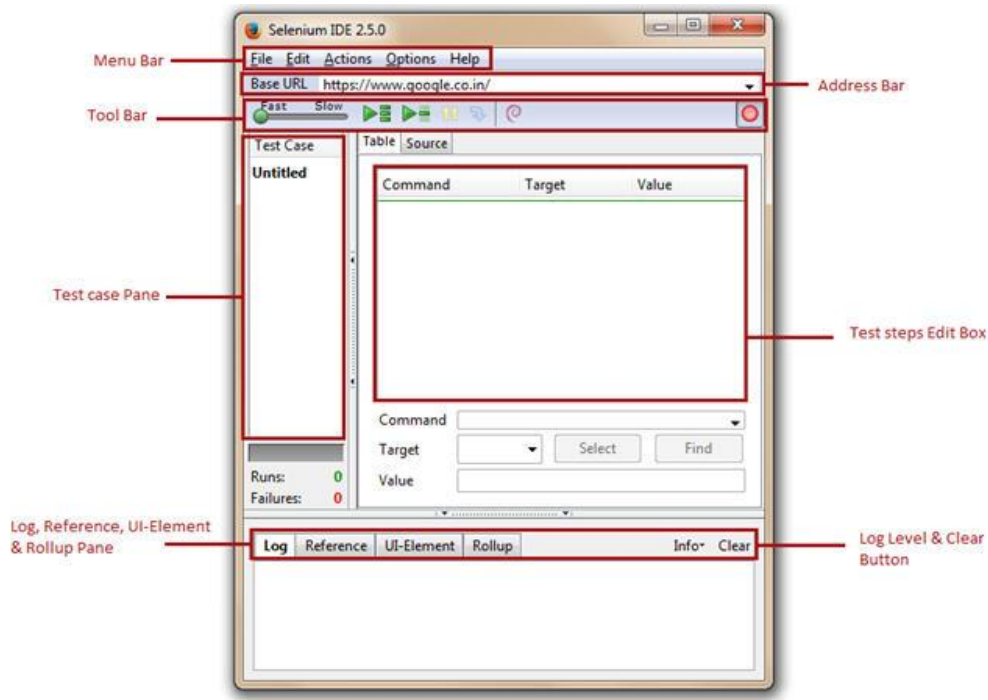 Selenium IDE 2.5.0
Menu Bar
File Edit Actions Options Help
Base URL https://www.google.co.in/
Address Bar
Tool Bar
Fast Slow
Test Case
Table Source
Untitled
Command Target Value
Test case Pane
Test steps Edit Box
Command
Target Select Find
Value
Runs: 0
Failures: 0
Log, Reference, UI-Element
& Rollup Pane
Log Reference UI-Element Rollup Info Clear
Log Level & Clear
Button